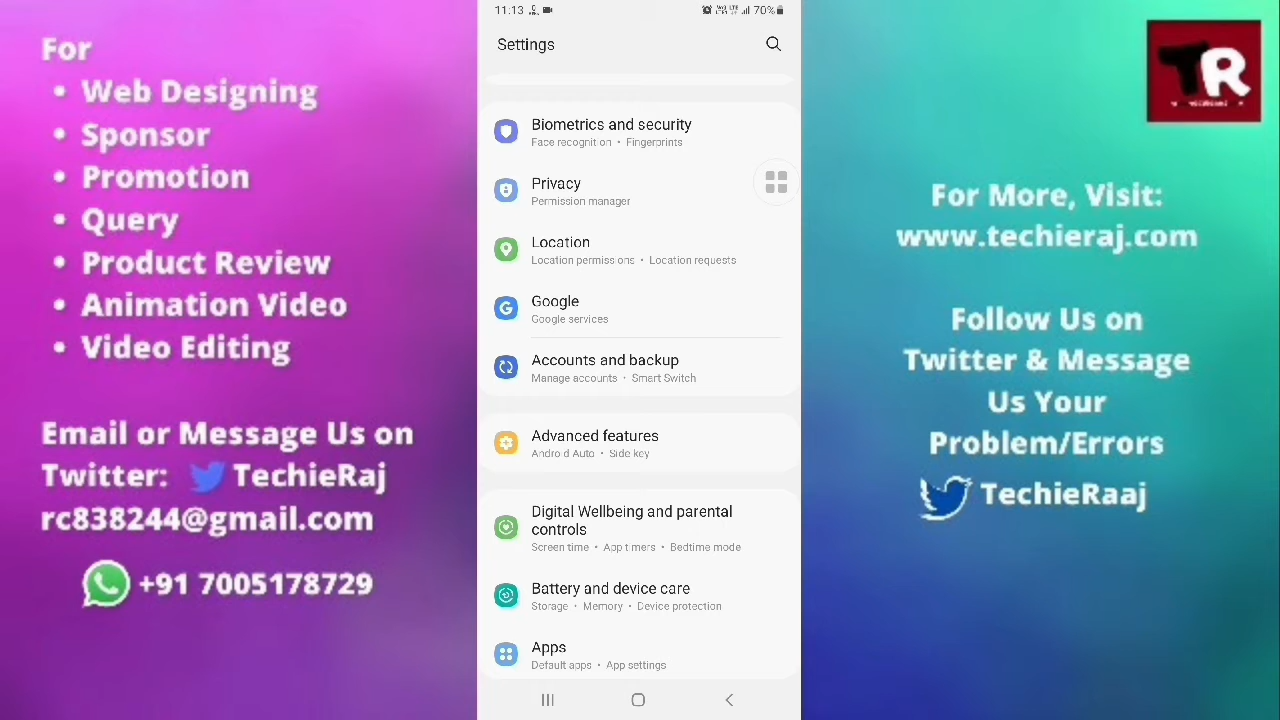 For
• Web Designing
• Sponsor
• Promotion
• Query
• Product Review
• Animation Video
• Video Editing
Email or Message Us on
Twitter: TechieRaj
rc838244@gmail.com
+91 7005178729
11:13
70%
Settings
Biometrics and security
Face recognition • Fingerprints
Privacy
Permission manager
Location
Location permissions • Location requests
Google
Google services
Accounts and backup
Manage accounts • Smart Switch
Advanced features
Android Auto • Side key
Digital Wellbeing and parental
controls
Screen time • App timers • Bedtime mode
Battery and device care
Storage • Memory • Device protection
Apps
Default apps • App settings
TR
For More, Visit:
www.techieraj.com
Follow Us on
Twitter & Message
Us Your
Problem/Errors
TechieRaaj